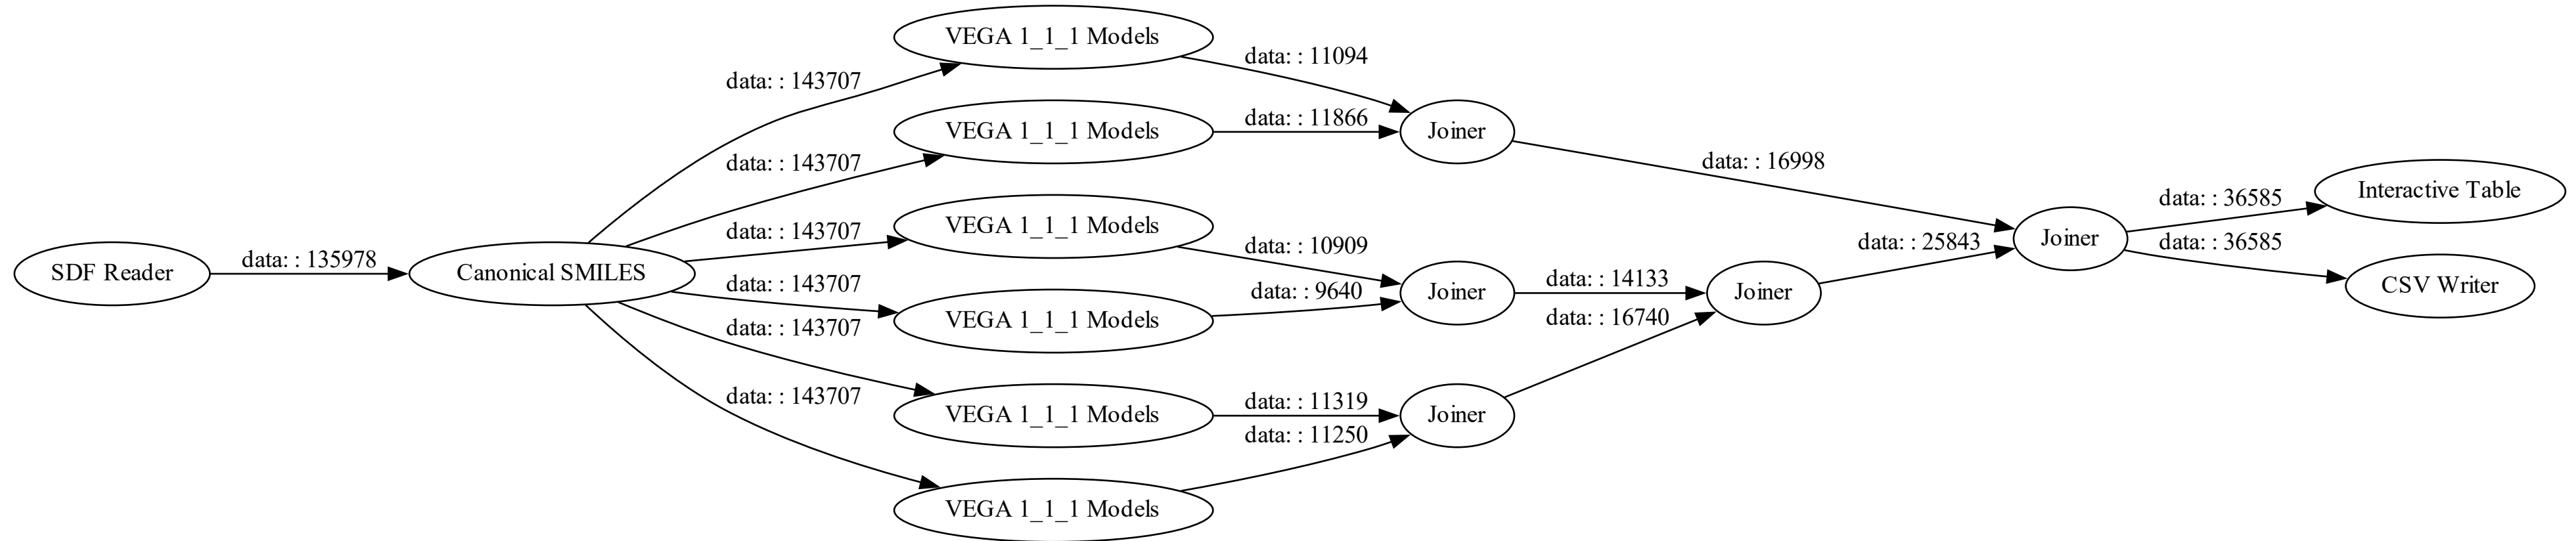 VEGA 1_1_1 Models
data: : 11094
data: : 143707
VEGA 1_1_1 Models
data: : 11866
Joiner
data: : 143707
data: : 16998
Interactive Table
data: : 36585
VEGA 1_1_1 Models
data: : 143707
data: : 10909
data: : 25843
Joiner
data: : 36585
SDF Reader
data: : 135978
Canonical SMILES
data: : 143707
data: : 9640
Joiner
data: : 14133
Joiner
CSV Writer
VEGA 1_1_1 Models
data: : 143707
data: : 16740
data: : 143707
VEGA 1_1_1 Models
data: : 11319
Joiner
data: : 11250
VEGA 1_1_1 Models